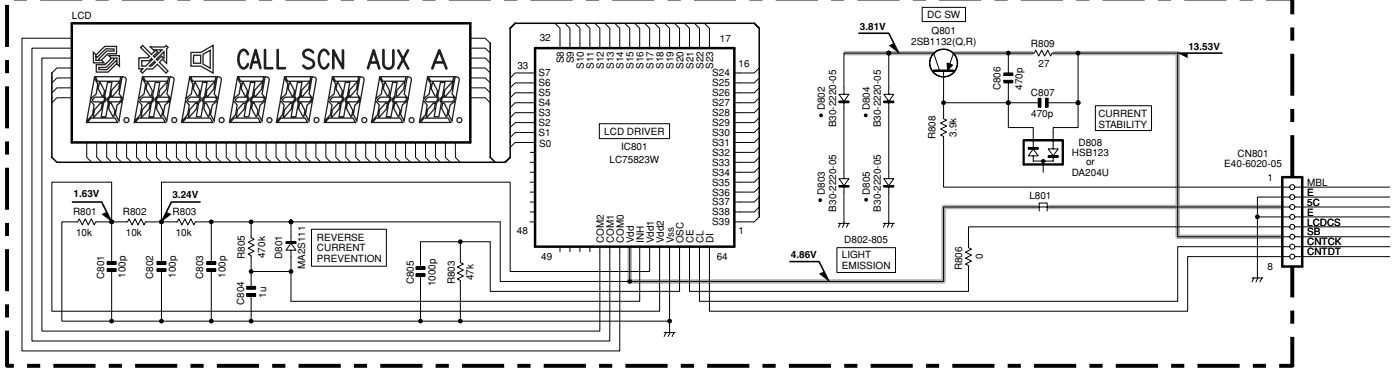 LCD
CALL SCN AUX A
32
17
S8
S9
S10
S11
S12
S13
S14
S15
S16
S17
S18
S19
S20
S21
S22
S23
33
S7
S6
S5
S4
S3
S2
S1
S0
16
S24
S25
S26
S27
S28
S29
S30
S31
S32
S33
S34
S35
S36
S37
S38
S39
LCD DRIVER
IC801
LC75823W
48
1
49
64
COM2
COM1
COM0
Vdd
INH
Vdd1
Vdd2
Vss
OSC
CE
CL
DI
1.63V
3.24V
R801
10k
R802
10k
R803
10k
C801
100p
C802
100p
C803
100p
R805
470k
C804
1u
D801
MA2S111
REVERSE
CURRENT
PREVENTION
C805
1000p
R803
47k
DC SW
3.81V
Q801
2SB1132(Q,R)
R809
27
13.53V
D802
B30-2220-05
D804
B30-2220-05
D803
B30-2220-05
D805
B30-2220-05
R808
3.9k
C806
470p
C807
470p
CURRENT
STABILITY
D808
HSB123
or
DA204U
L801
D802-805
LIGHT
EMISSION
4.86V
R806
0
CN801
E40-6020-05
1
MBL
E
5C
E
LCDCS
SB
CNTCK
CNTDT
8